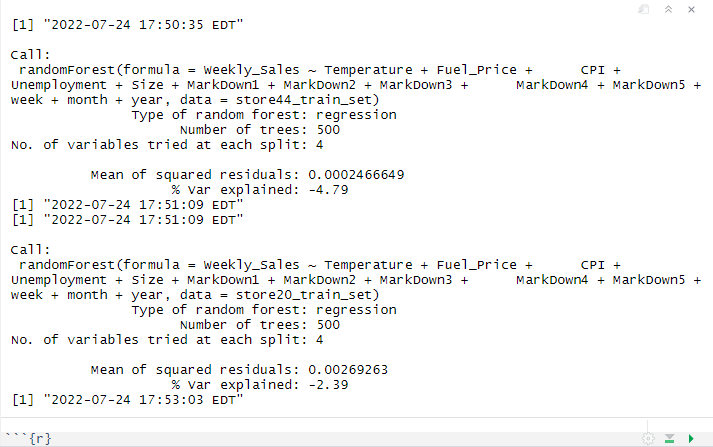 [1] "2022-07-24 17:50:35 EDT"
Call:
 randomForest(formula = Weekly_Sales ~ Temperature + Fuel_Price +      CPI +
Unemployment + Size + MarkDown1 + MarkDown2 + MarkDown3 +      MarkDown4 + MarkDown5 +
week + month + year, data = store44_train_set)
               Type of random forest: regression
                     Number of trees: 500
No. of variables tried at each split: 4
          Mean of squared residuals: 0.0002466649
                    % Var explained: -4.79
[1] "2022-07-24 17:51:09 EDT"
[1] "2022-07-24 17:51:09 EDT"
Call:
 randomForest(formula = Weekly_Sales ~ Temperature + Fuel_Price +      CPI +
Unemployment + Size + MarkDown1 + MarkDown2 + MarkDown3 +      MarkDown4 + MarkDown5 +
week + month + year, data = store20_train_set)
               Type of random forest: regression
                     Number of trees: 500
No. of variables tried at each split: 4
          Mean of squared residuals: 0.00269263
                    % Var explained: -2.39
[1] "2022-07-24 17:53:03 EDT"
```{r}